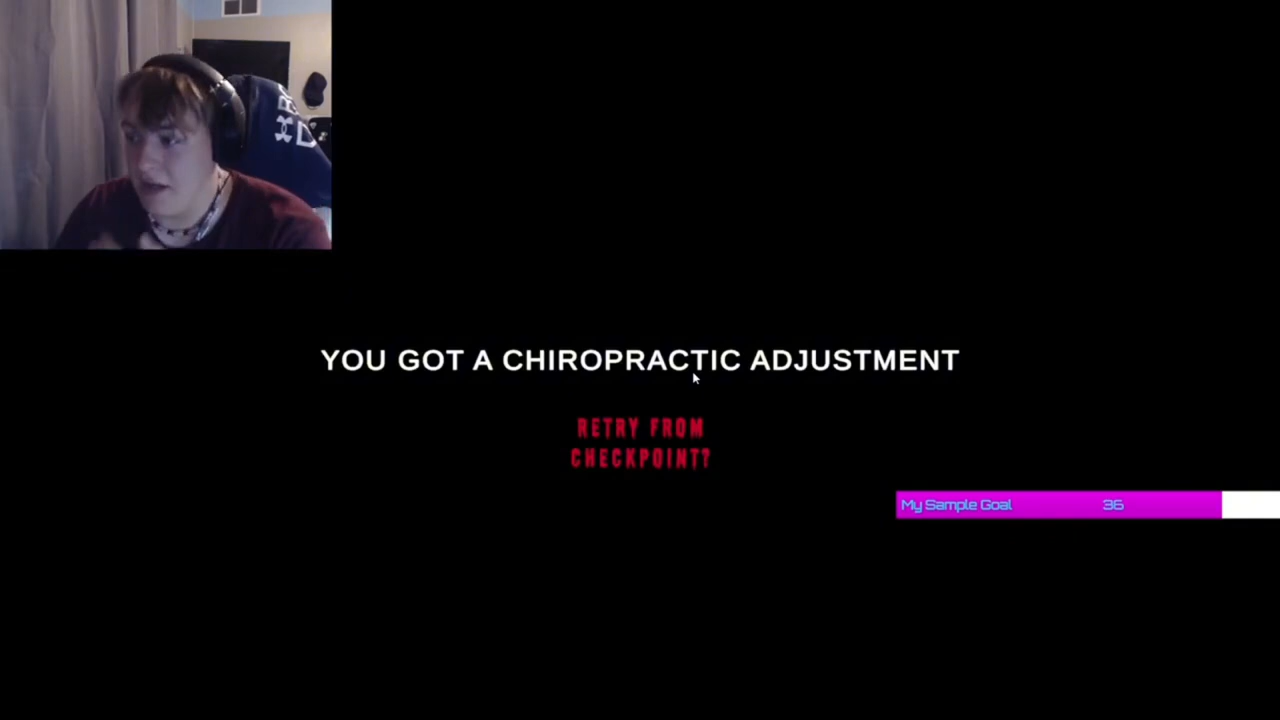 YOU GOT A CHIROPRACTIC ADJUSTMENT
RETRY FROM
CHECKPOINT?
My Sample Goal 36